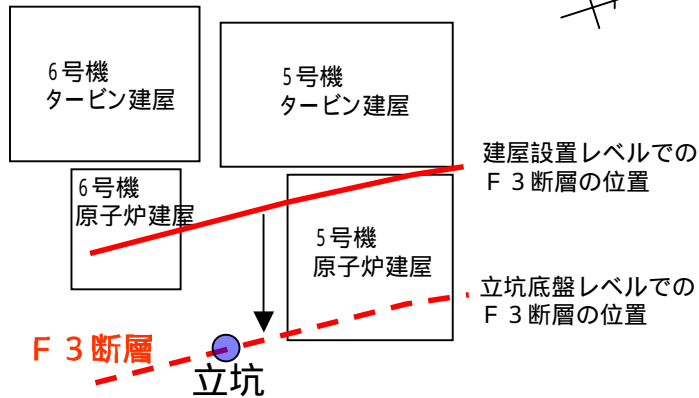 6号機
タービン建屋
5号機
タービン建屋
建屋設置レベルでの
Ｆ３断層の位置
6号機
原子炉建屋
5号機
原子炉建屋
立坑底盤レベルでの
Ｆ３断層の位置
Ｆ３断層
立坑